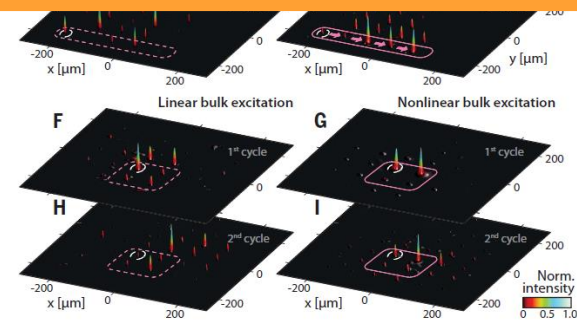 200
-200
0
200
0
-200
x [μm]
-200
0
200
x [μm]
-200
y [μm]
Linear bulk excitation
Nonlinear bulk excitation
F
1st cycle
G
1st cycle
200
0
H
2nd cycle
I
2nd cycle
200
0
-200
0
200
x [μm]
-200
-200
0
x [μm]
-200
Norm.
intensity
0 0.5 1.0